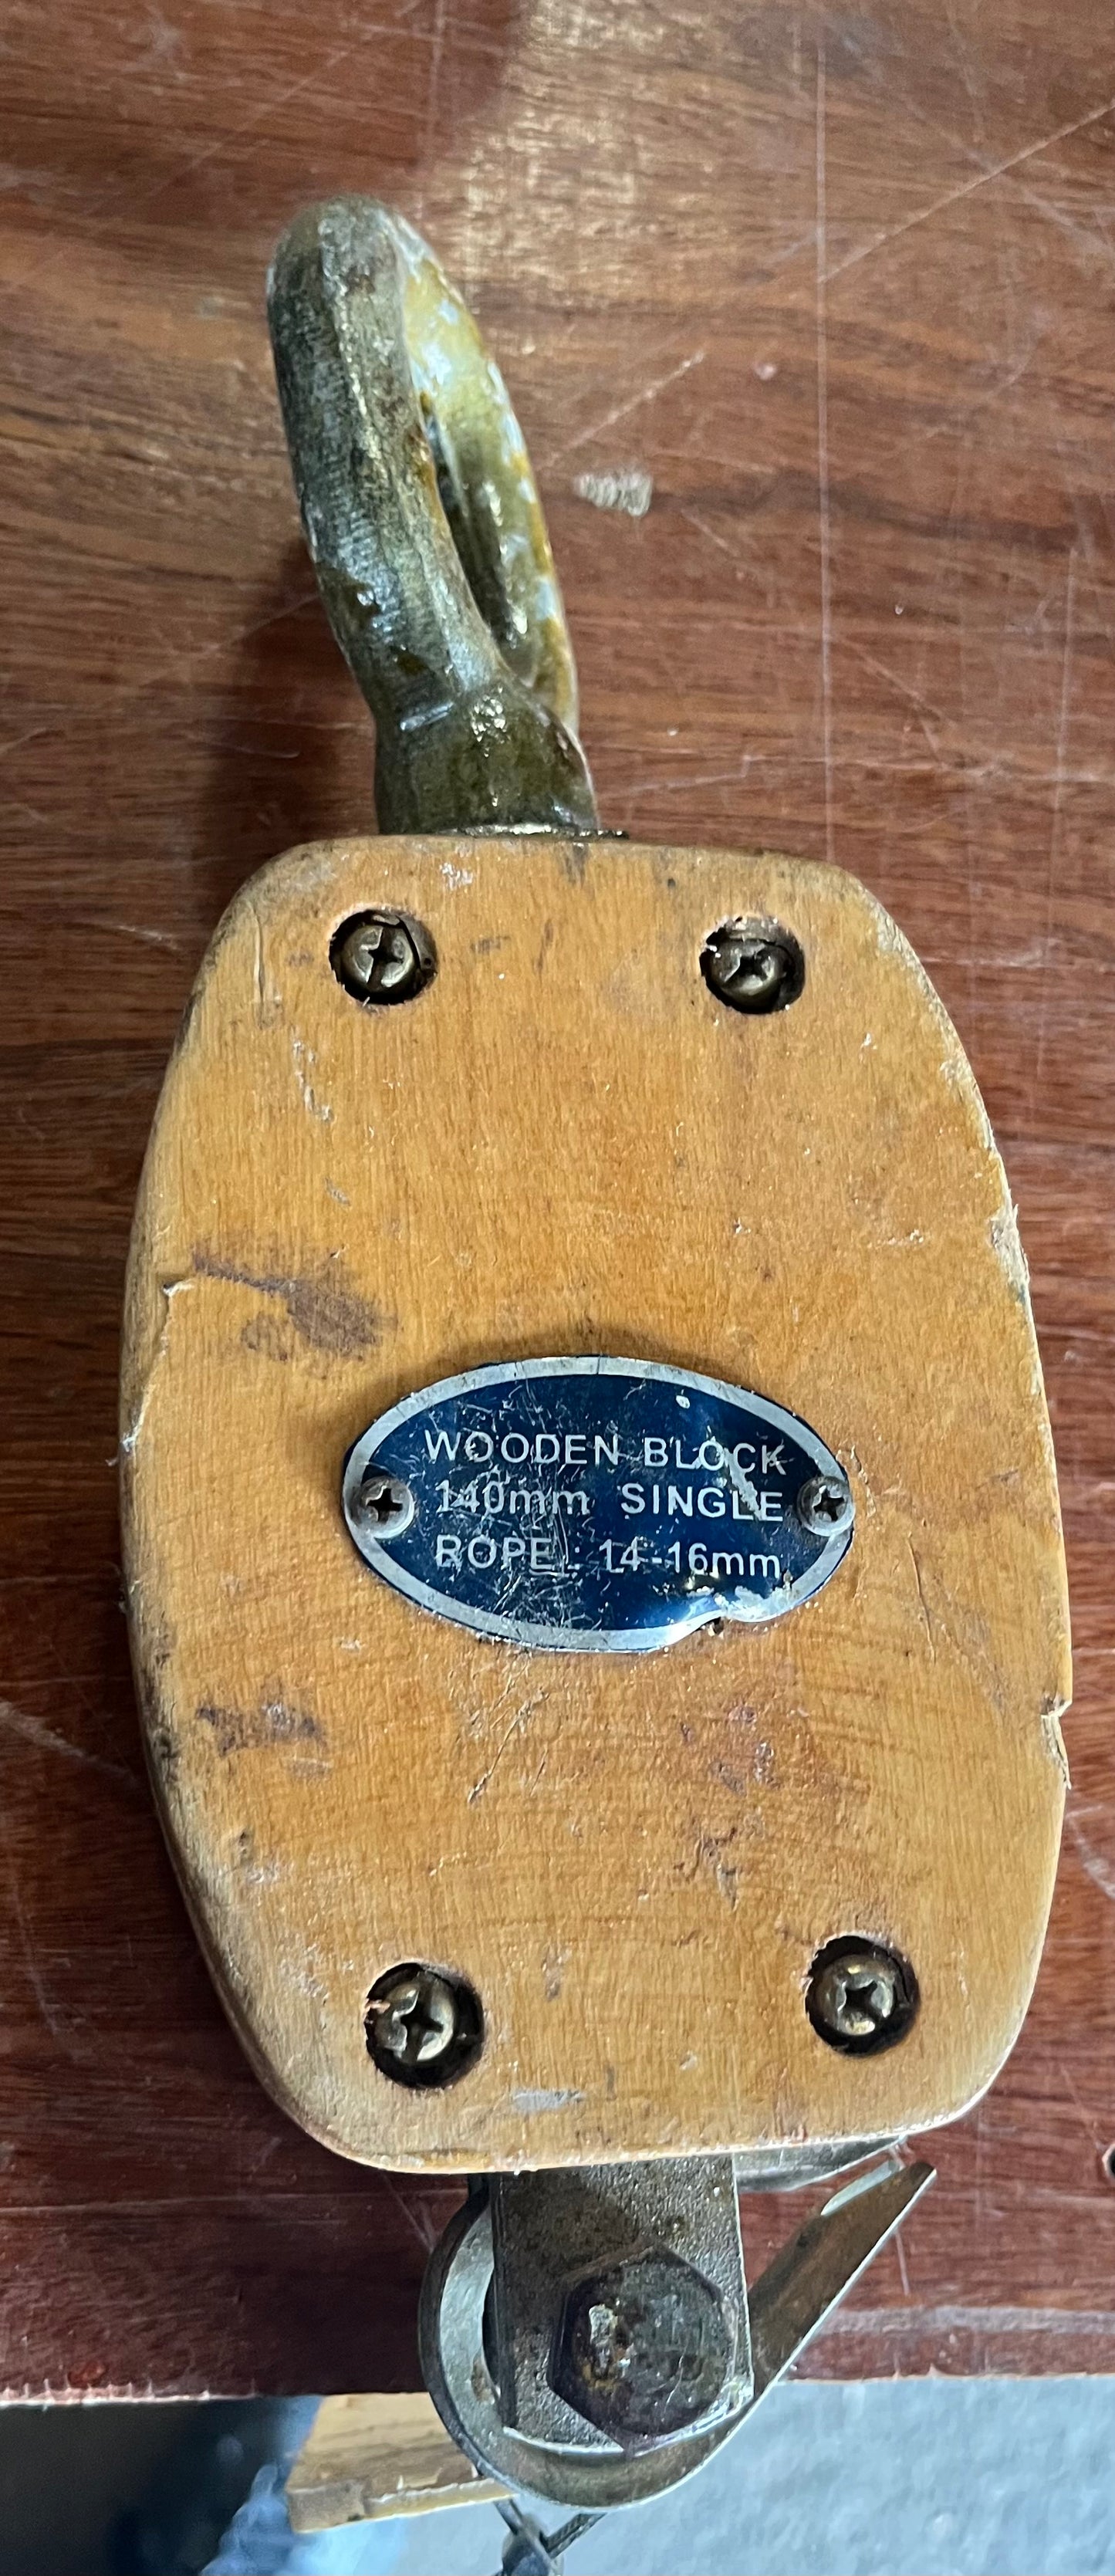 WOODEN BLOCK
140mm SINGLE
ROPE : 14-16mm